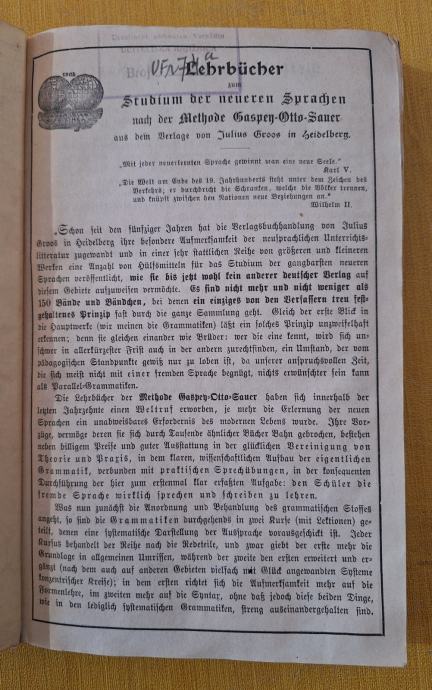 Lehrbücher
zum
Studium der neueren Sprachen
nach der Methode Gaspey-Otto-Sauer
aus dem Verlage von Julius Groos in Heidelberg.
„Mit jeder neuerlernten Sprache gewinnt man eine neue Seele."
Karl V.
„Die Welt am Ende des 19. Jahrhunderts steht unter dem Zeichen des
Verkehrs; er durchbricht die Schranken, welche die Völker trennen,
und knüpft zwischen den Nationen neue Beziehungen an."
Wilhelm II.
„Schon seit den fünfziger Jahren hat die Verlagsbuchhandlung von Julius
Groos in Heidelberg ihre besondere Aufmerksamkeit der neusprachlichen Unterrichts-
litteratur zugewandt und in einer sehr stattlichen Reihe von größeren und kleineren
Werken eine Anzahl von Hülfsmitteln für das Studium der gangbarsten neueren
Sprachen veröffentlicht, wie sie bis jetzt wohl kein anderer deutscher Verlag auf
diesem Gebiete aufzuweisen vermöchte. Es sind nicht mehr und nicht weniger als
150 Bände und Bändchen, bei denen ein einziges von den Verfassern treu fest-
gehaltenes Prinzip fast durch die ganze Sammlung geht. Gleich der erste Blick in
die Hauptwerke (wir meinen die Grammatiken) läßt ein solches Prinzip unzweifelhaft
erkennen; denn sie gleichen einander wie Brüder: wer die eine kennt, wird sich un-
schwer in allerkürzester Frist auch in der andern zurechtfinden, ein Umstand, der vom
pädagogischen Standpunkte gewiß nur zu loben ist, da unserer anspruchsvollen Zeit,
die sich meist nicht mit einer fremden Sprache begnügt, nichts erwünschter sein kann
als Parallel-Grammatiken.
Die Lehrbücher der Methode Gaspey-Otto-Sauer haben sich innerhalb der
letzten Jahrzehnte einen Weltruf erworben, je mehr die Erlernung der neuen
Sprachen ein unabweisbares Erfordernis des modernen Lebens wurde. Ihre Vor-
züge, vermöge deren sie sich durch Tausende ähnlicher Bücher Bahn gebrochen, bestehen
neben billigem Preise und guter Ausstattung in der glücklichen Vereinigung von
Theorie und Praxis, in dem klaren, wissenschaftlichen Aufbau der eigentlichen
Grammatik, verbunden mit praktischen Sprechübungen, in der konsequenten
Durchführung der hier zum erstenmal klar erfaßten Aufgabe: den Schüler die
fremde Sprache wirklich sprechen und schreiben zu lehren.
Was nun zunächst die Anordnung und Behandlung des grammatischen Stoffes
angeht, so sind die Grammatiken durchgehends in zwei Kurse (mit Lektionen) ge-
teilt, denen eine systematische Darstellung der Aussprache vorausgeschickt ist. Jeder
Kursus behandelt der Reihe nach die Redeteile, und zwar giebt der erste mehr die
Grundlage in allgemeinen Umrissen, während der zweite den ersten erweitert und er-
gänzt (nach dem auch auf anderen Gebieten vielfach mit Glück angewandten Systeme
konzentrischer Kreise); in dem ersten richtet sich die Aufmerksamkeit mehr auf die
Formenlehre, im zweiten mehr auf die Syntax, ohne daß jedoch diese beiden Dinge,
wie in den lediglich systematischen Grammatiken, streng auseinandergehalten sind.